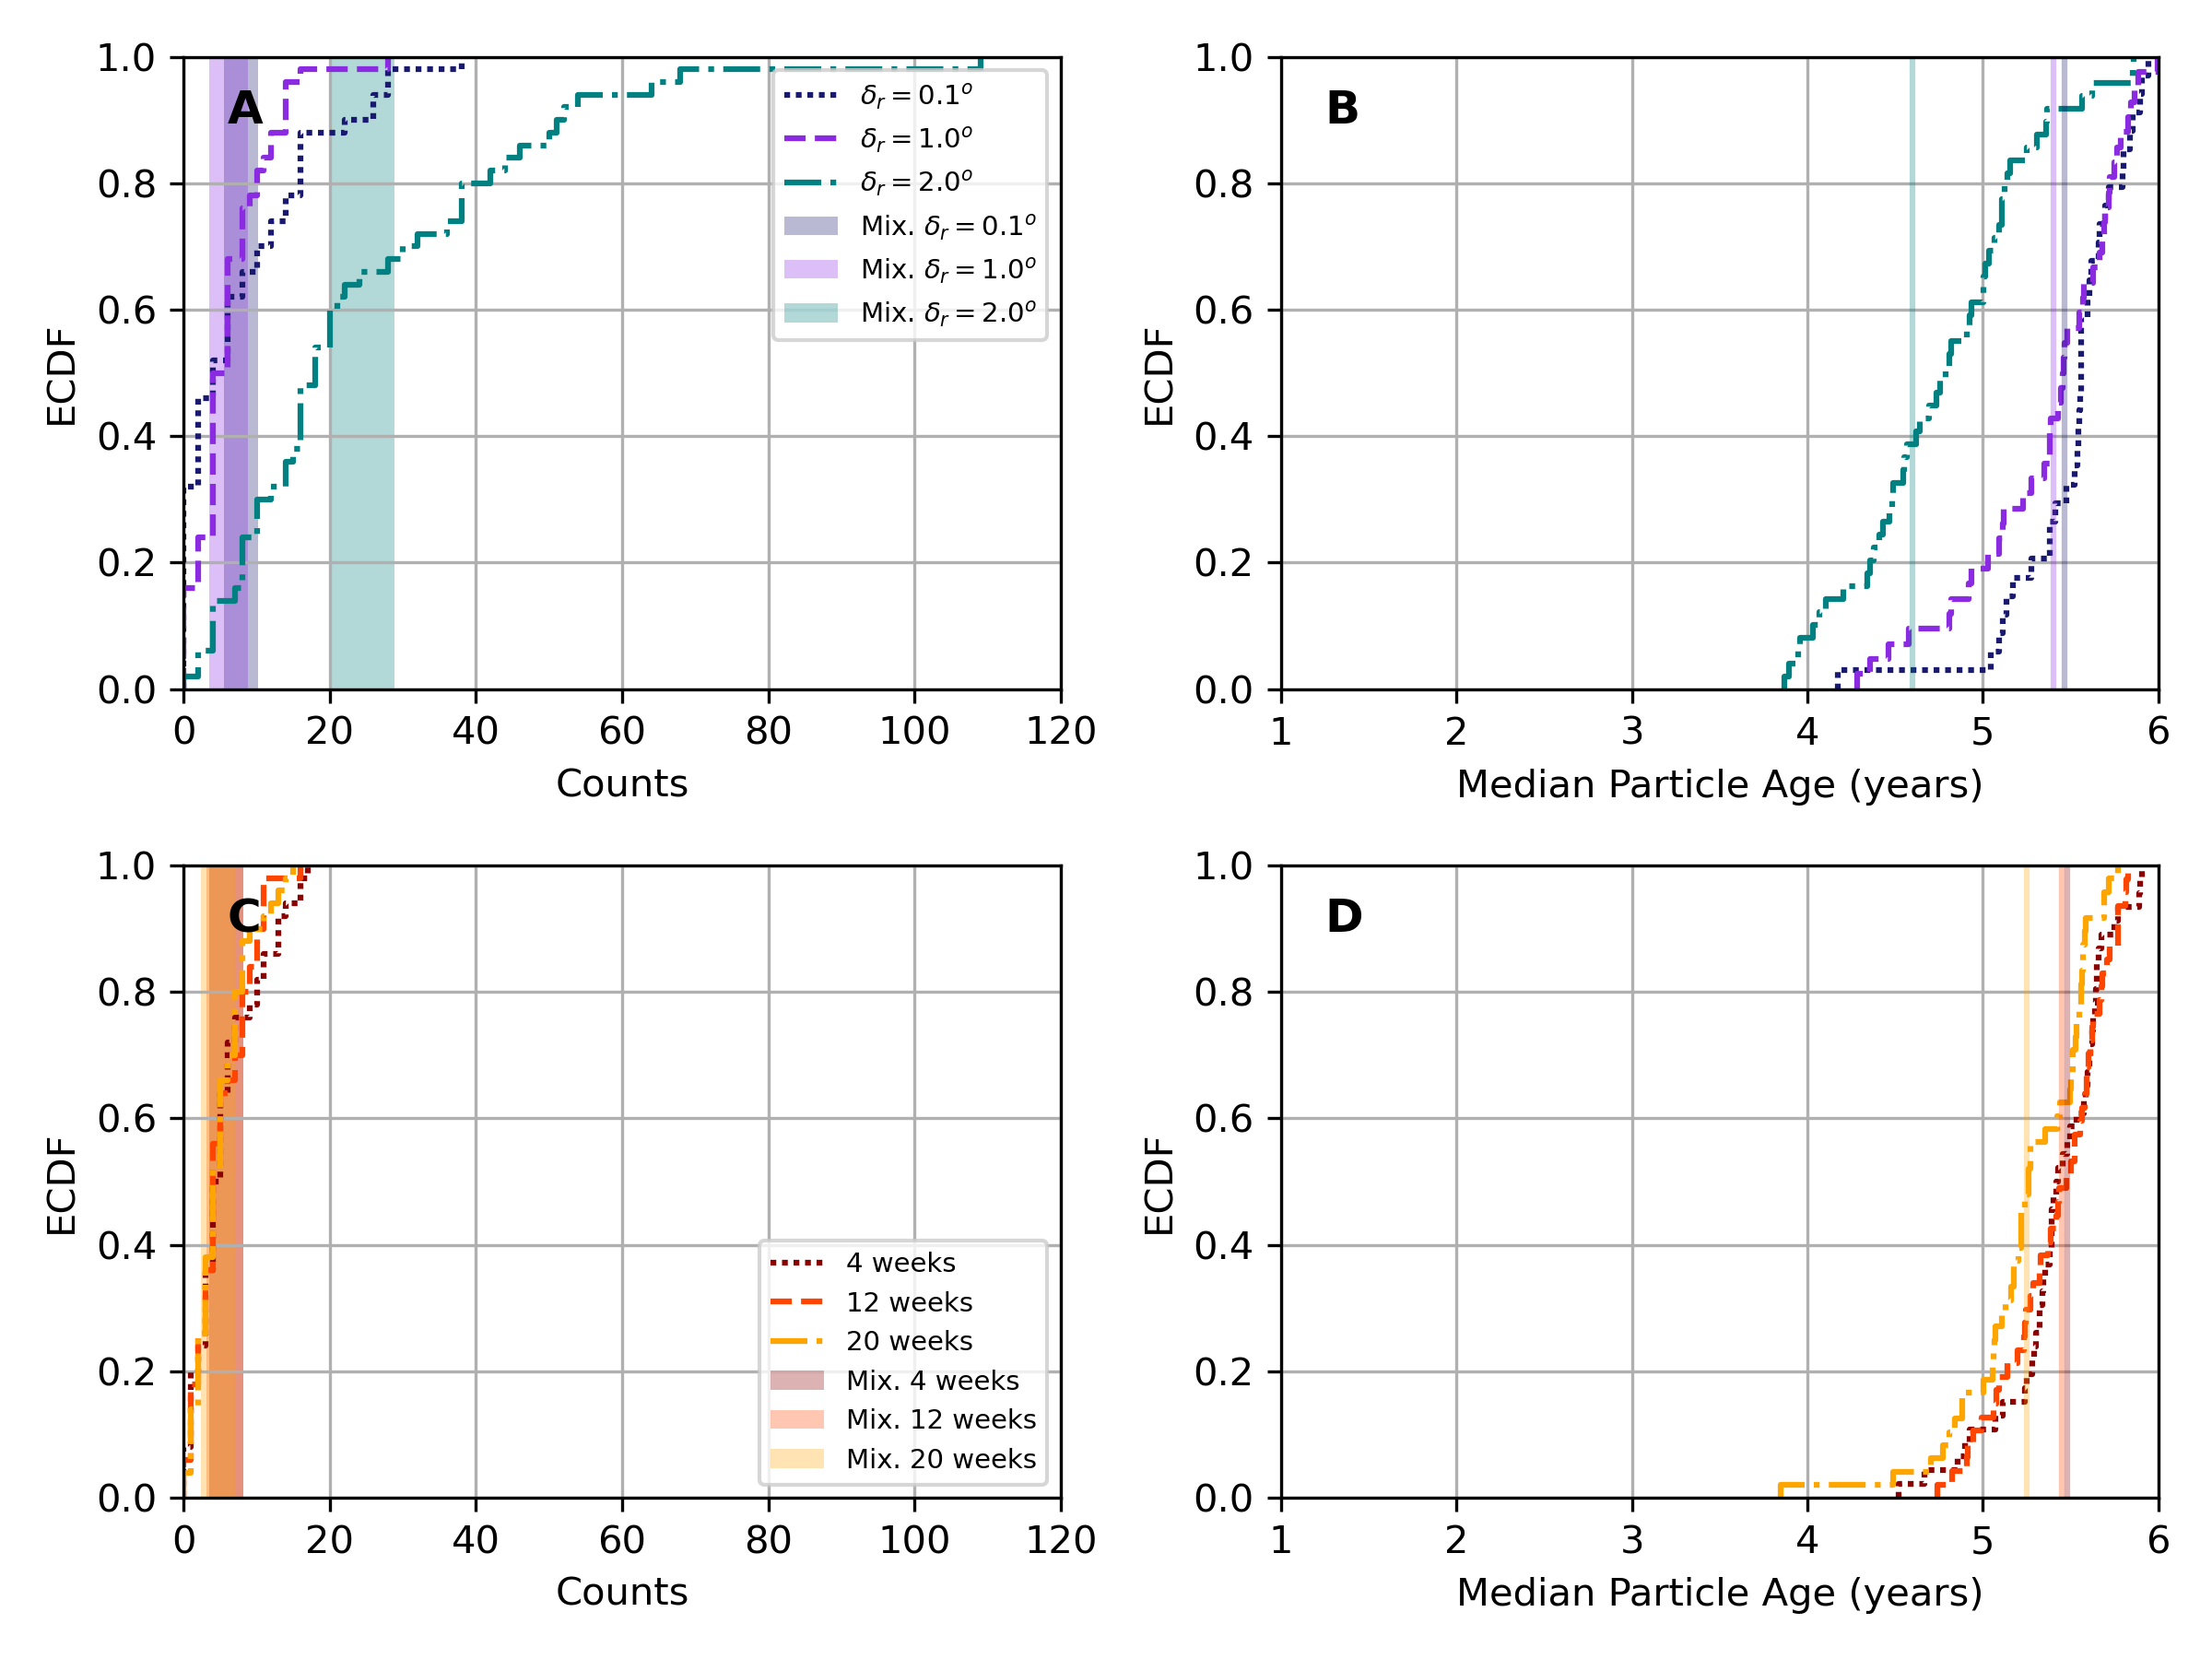 A
1.0
0.8
0.6
0.4
0.2
0.0
ECDF
0 20 40 60 80 100 120
Counts
δr = 0.1o
δr = 1.0o
δr = 2.0o
Mix. δr = 0.1o
Mix. δr = 1.0o
Mix. δr = 2.0o
B
1.0
0.8
0.6
0.4
0.2
0.0
ECDF
1 2 3 4 5 6
Median Particle Age (years)
C
1.0
0.8
0.6
0.4
0.2
0.0
ECDF
0 20 40 60 80 100 120
Counts
4 weeks
12 weeks
20 weeks
Mix. 4 weeks
Mix. 12 weeks
Mix. 20 weeks
D
1.0
0.8
0.6
0.4
0.2
0.0
ECDF
1 2 3 4 5 6
Median Particle Age (years)